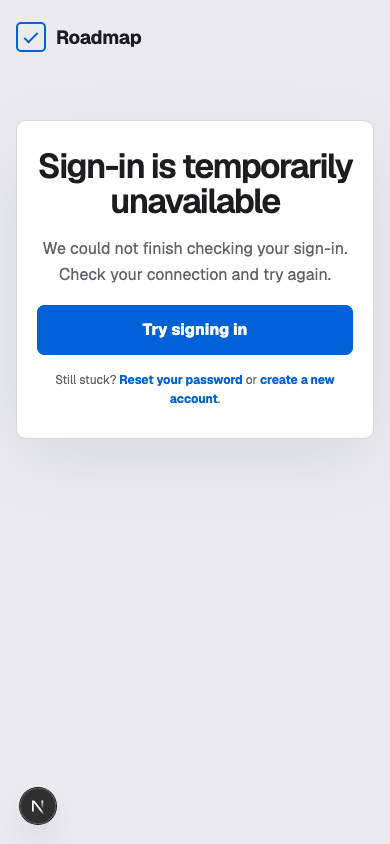 Roadmap
Sign-in is temporarily
unavailable
We could not finish checking your sign-in.
Check your connection and try again.
Try signing in
Still stuck? Reset your password or create a new
account.
N